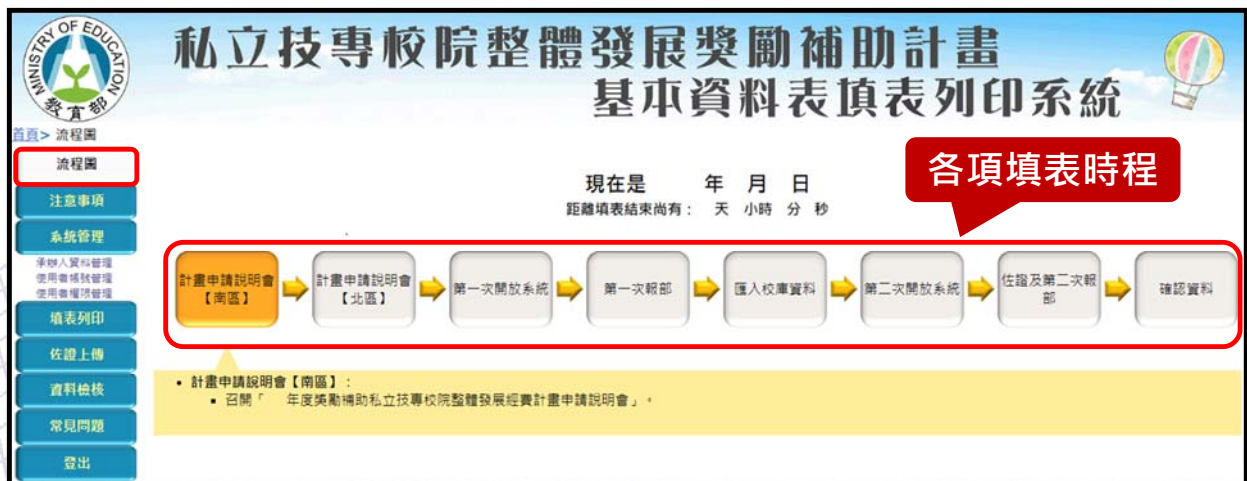 MINISTRY OF EDUCATION
教育部
私立技專校院整體發展獎勵補助計畫
基本資料表填表列印系統
首頁> 流程圖
流程圖
注意事項
系統管理
承辦人資料管理
使用者帳號管理
使用者權限管理
填表列印
佐證上傳
資料檢核
常見問題
登出
現在是 年 月 日
距離填表結束尚有： 天 小時 分 秒
各項填表時程
計畫申請說明會
【南區】
計畫申請說明會
【北區】
第一次開放系統
第一次報部
匯入校庫資料
第二次開放系統
佐證及第二次報
部
確認資料
• 計畫申請說明會【南區】：
▪ 召開「 年度獎勵補助私立技專校院整體發展經費計畫申請說明會」。